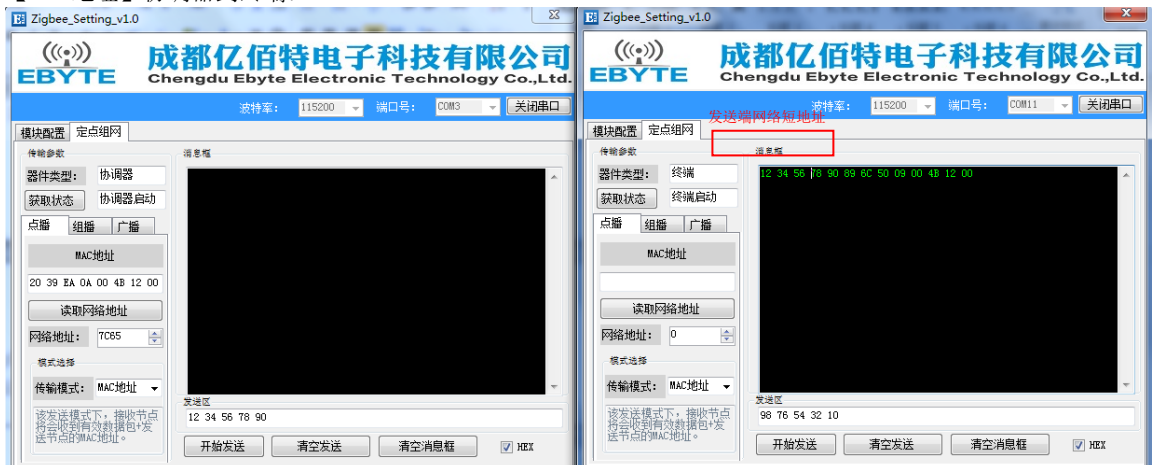 Zigbee_Setting_v1.0
EBYTE
成都亿佰特电子科技有限公司
Chengdu Ebyte Electronic Technology Co.,Ltd.
波特率： 115200 端口号： COM3 关闭串口
模块配置 定点组网
传输参数
器件类型： 协调器
获取状态 协调器启动
点播 组播 广播
MAC地址
20 39 EA 0A 00 4B 12 00
读取网络地址
网络地址： 7C65
模式选择
传输模式： MAC地址
该发送模式
下，接收节点
将会收到有效数据包+发
送节点的MAC地址。
消息框
发送区
12 34 56 78 90
开始发送 清空发送 清空消息框 HEX
Zigbee_Setting_v1.0
EBYTE
成都亿佰特电子科技有限公司
Chengdu Ebyte Electronic Technology Co.,Ltd.
波特率： 115200 端口号： COM11 关闭串口
发送端网络短地址
模块配置 定点组网
传输参数
器件类型： 终端
获取状态 终端启动
点播 组播 广播
MAC地址
读取网络地址
网络地址： 0
模式选择
传输模式： MAC地址
该发送模式下，接收节点
将会收到有效数据包+发
送节点的MAC地址。
消息框
12 34 56 78 90 89 6C 50 09 00 4B 12 00
发送区
98 76 54 32 10
开始发送 清空发送 清空消息框 HEX